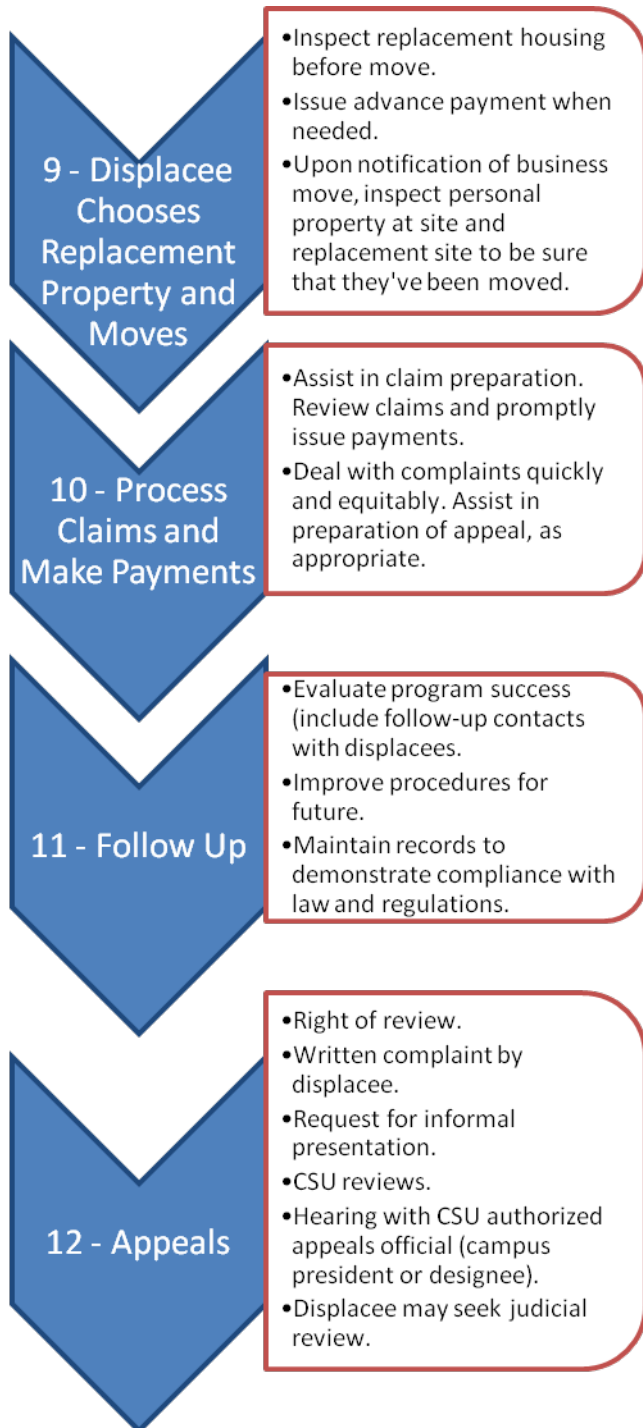 9 - Displacee
Chooses
Replacement
Property and
Moves
•Inspect replacement housing
before move.
•Issue advance payment when
needed.
•Upon notification of business
move, inspect personal
property at site and
replacement site to be sure
that they've been moved.
10 - Process
Claims and
Make Payments
•Assist in claim preparation.
Review claims and promptly
issue payments.
•Deal with complaints quickly
and equitably. Assist in
preparation of appeal, as
appropriate.
11 - Follow Up
•Evaluate program success
(include follow-up contacts
with displacees.
•Improve procedures for
future.
•Maintain records to
demonstrate compliance with
law and regulations.
12 - Appeals
•Right of review.
•Written complaint by
displacee.
•Request for informal
presentation.
•CSU reviews.
•Hearing with CSU authorized
appeals official (campus
president or designee).
•Displacee may seek judicial
review.